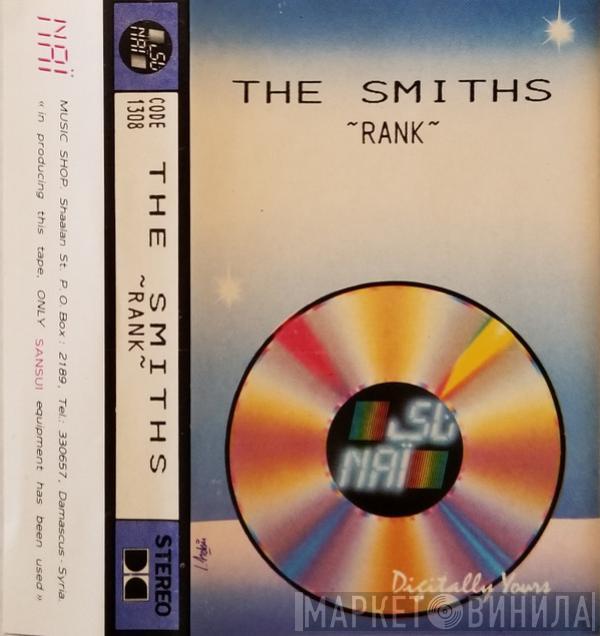 NAÏ
MUSIC SHOP, Shaalan St. P.O.Box: 2189, Tel.: 330657, Damascus - Syria.
«in producing this tape, ONLY SANSUI equipment has been used»
NAÏ
CODE
1308
THE SMITHS
~RANK~
STEREO
THE SMITHS
~RANK~
NAÏ
Digitally Yours
МАРКЕТ ВИНИЛА